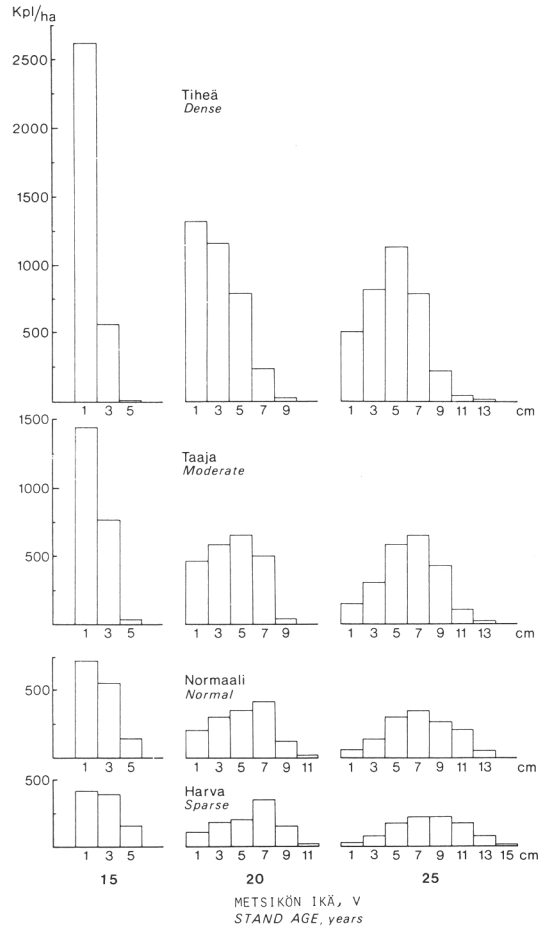 Kpl/ha
2500
2000
1500
1000
500
Tiheä
Dense
1 3 5 1 3 5 7 9 1 3 5 7 9 11 13 cm
1500
1000
500
Taaja
Moderate
1 3 5 1 3 5 7 9 1 3 5 7 9 11 13
500
Normaali
Normal
1 3 5 1 3 5 7 9 11 1 3 5 7 9 11 13 cm
500
Harva
Sparse
1 3 5 1 3 5 7 9 11 1 3 5 7 9 11 13 15 cm
15 20 25
METSIKÖN IKÄ, V
STAND AGE, years